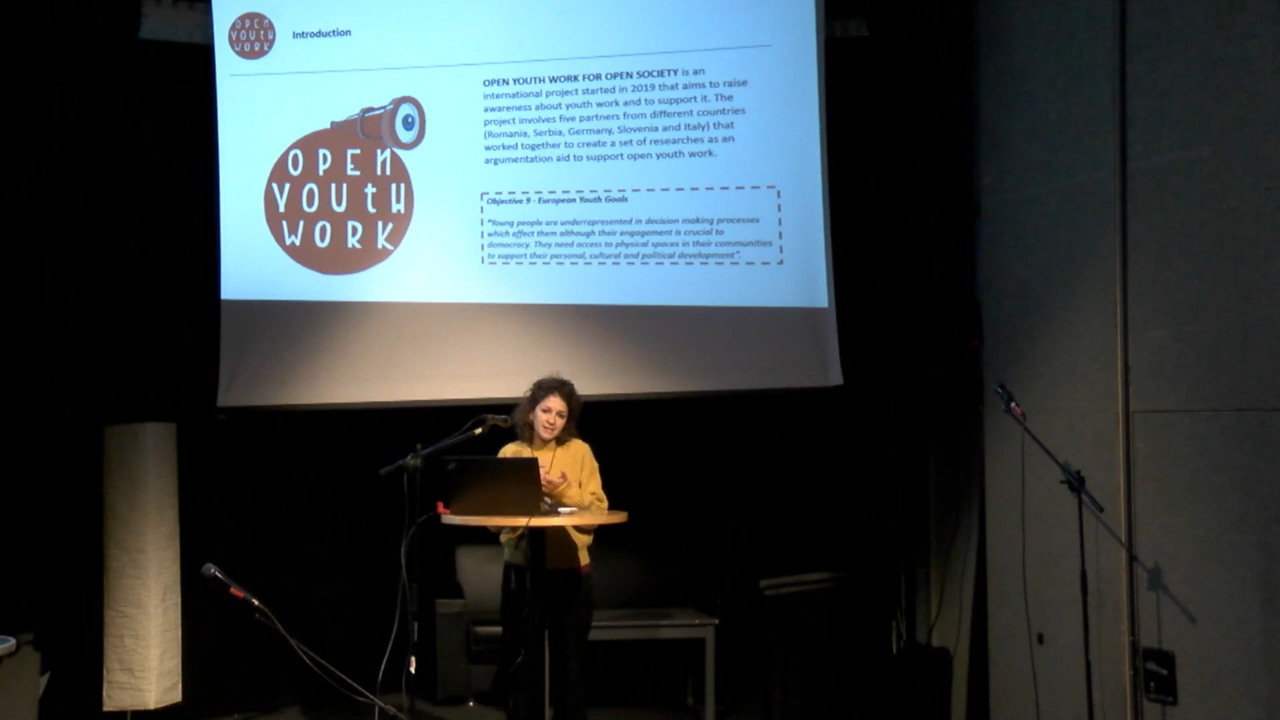 OPEN
YOUTH
WORK
Introduction
OPEN YOUTH WORK FOR OPEN SOCIETY is an
international project started in 2019 that aims to raise
awareness about youth work and to support it. The
project involves five partners from different countries
(Romania, Serbia, Germany, Slovenia and Italy) that
worked together to create a set of researches as an
argumentation aid to support open youth work.
OPEN
YOUTH
WORK
Objective 9 - European Youth Goals
"Young people are underrepresented in decision making processes
which affect them although their engagement is crucial to
democracy. They need access to physical spaces in their communities
to support their personal, cultural and political development".